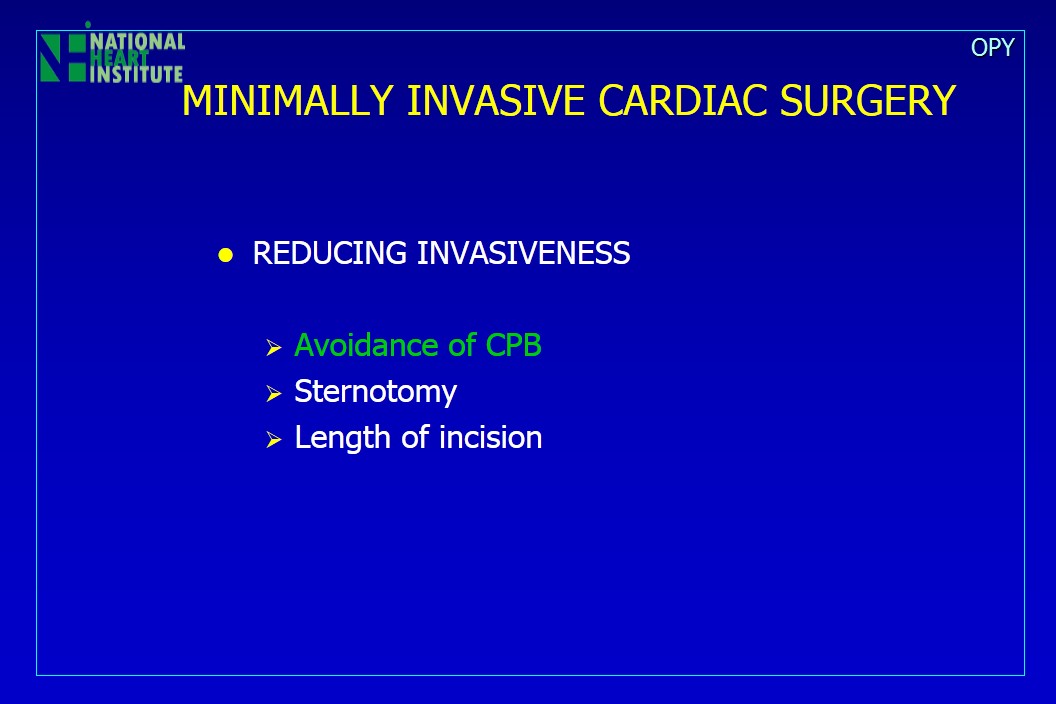 NATIONAL
HEART
INSTITUTE
OPY
MINIMALLY INVASIVE CARDIAC SURGERY
REDUCING INVASIVENESS
Avoidance of CPB
Sternotomy
Length of incision